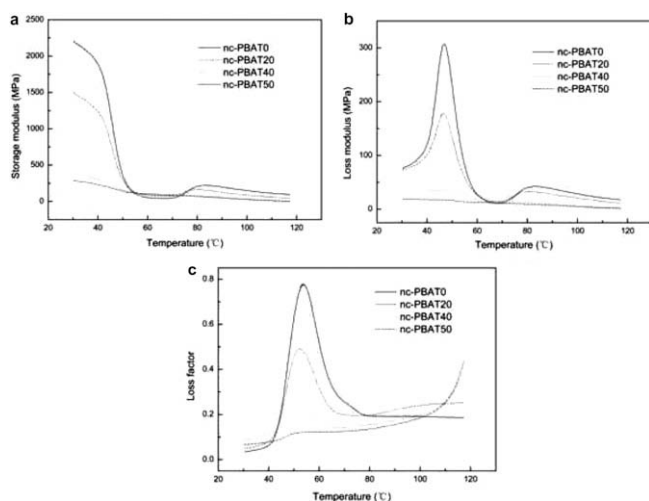 a
2500
2000
1500
1000
500
0
Storage modulus (MPa)
nc-PBAT0
nc-PBAT20
nc-PBAT40
nc-PBAT50
20 40 60 80 100 120
Temperature(℃)
b
300
200
100
0
Loss modulus (MPa)
nc-PBAT0
nc-PBAT20
nc-PBAT40
nc-PBAT50
20 40 60 80 100 120
Temperature(℃)
c
0.8
0.6
0.4
0.2
0.0
Loss factor
nc-PBAT0
nc-PBAT20
nc-PBAT40
nc-PBAT50
20 40 60 80 100 120
Temperature (℃)